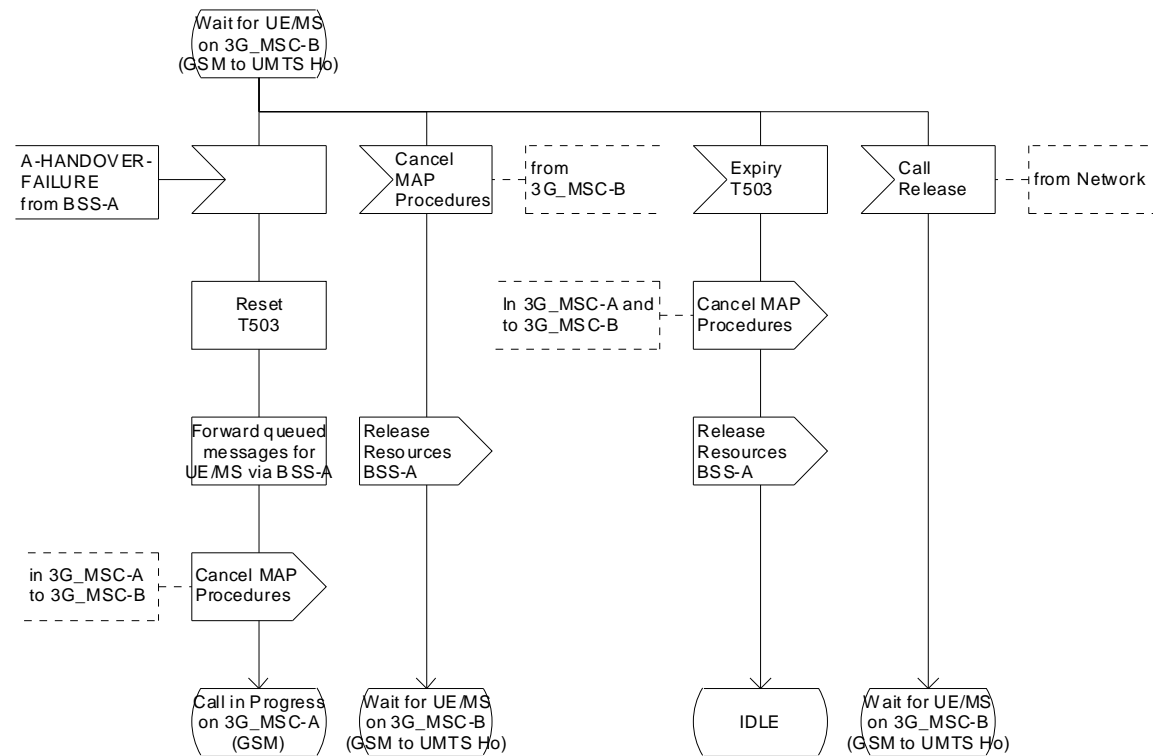 Wait for UE/MS
on 3G_MSC-B
(GSM to UMTS Ho)
A-HANDOVER-
FAILURE
from BSS-A
Cancel
MAP
Procedures
from
3G_MSC-B
Expiry
T503
Call
Release
from Network
Reset
T503
In 3G_MSC-A and
to 3G_MSC-B
Cancel MAP
Procedures
Forward queued
messages for
UE/MS via BSS-A
Release
Resources
BSS-A
Release
Resources
BSS-A
in 3G_MSC-A
to 3G_MSC-B
Cancel MAP
Procedures
Call in Progress
on 3G_MSC-A
(GSM)
Wait for UE/MS
on 3G_MSC-B
(GSM to UMTS Ho)
IDLE
Wait for UE/MS
on 3G_MSC-B
(GSM to UMTS Ho)